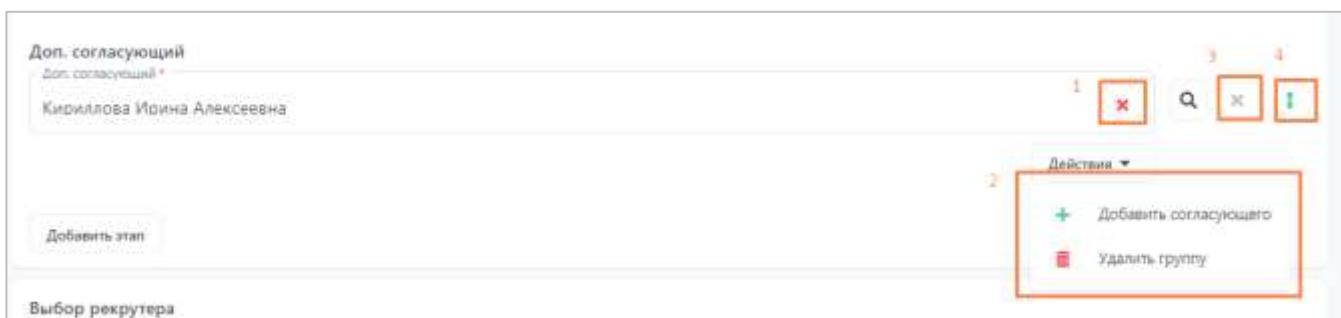 Доп. согласующий
3 4
Доп. согласующий *
1
Кириллова Ирина Алексеевна
Действия
2
Добавить согласующего
Добавить этап
Удалить группу
Выбор рекрутера